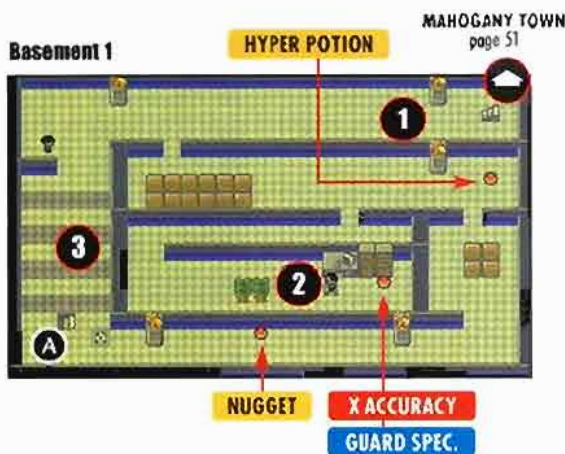 MAHOGANY TOWN
page 51
Basement 1
HYPER POTION
1
2
3
A
NUGGET
X ACCURACY
GUARD SPEC.